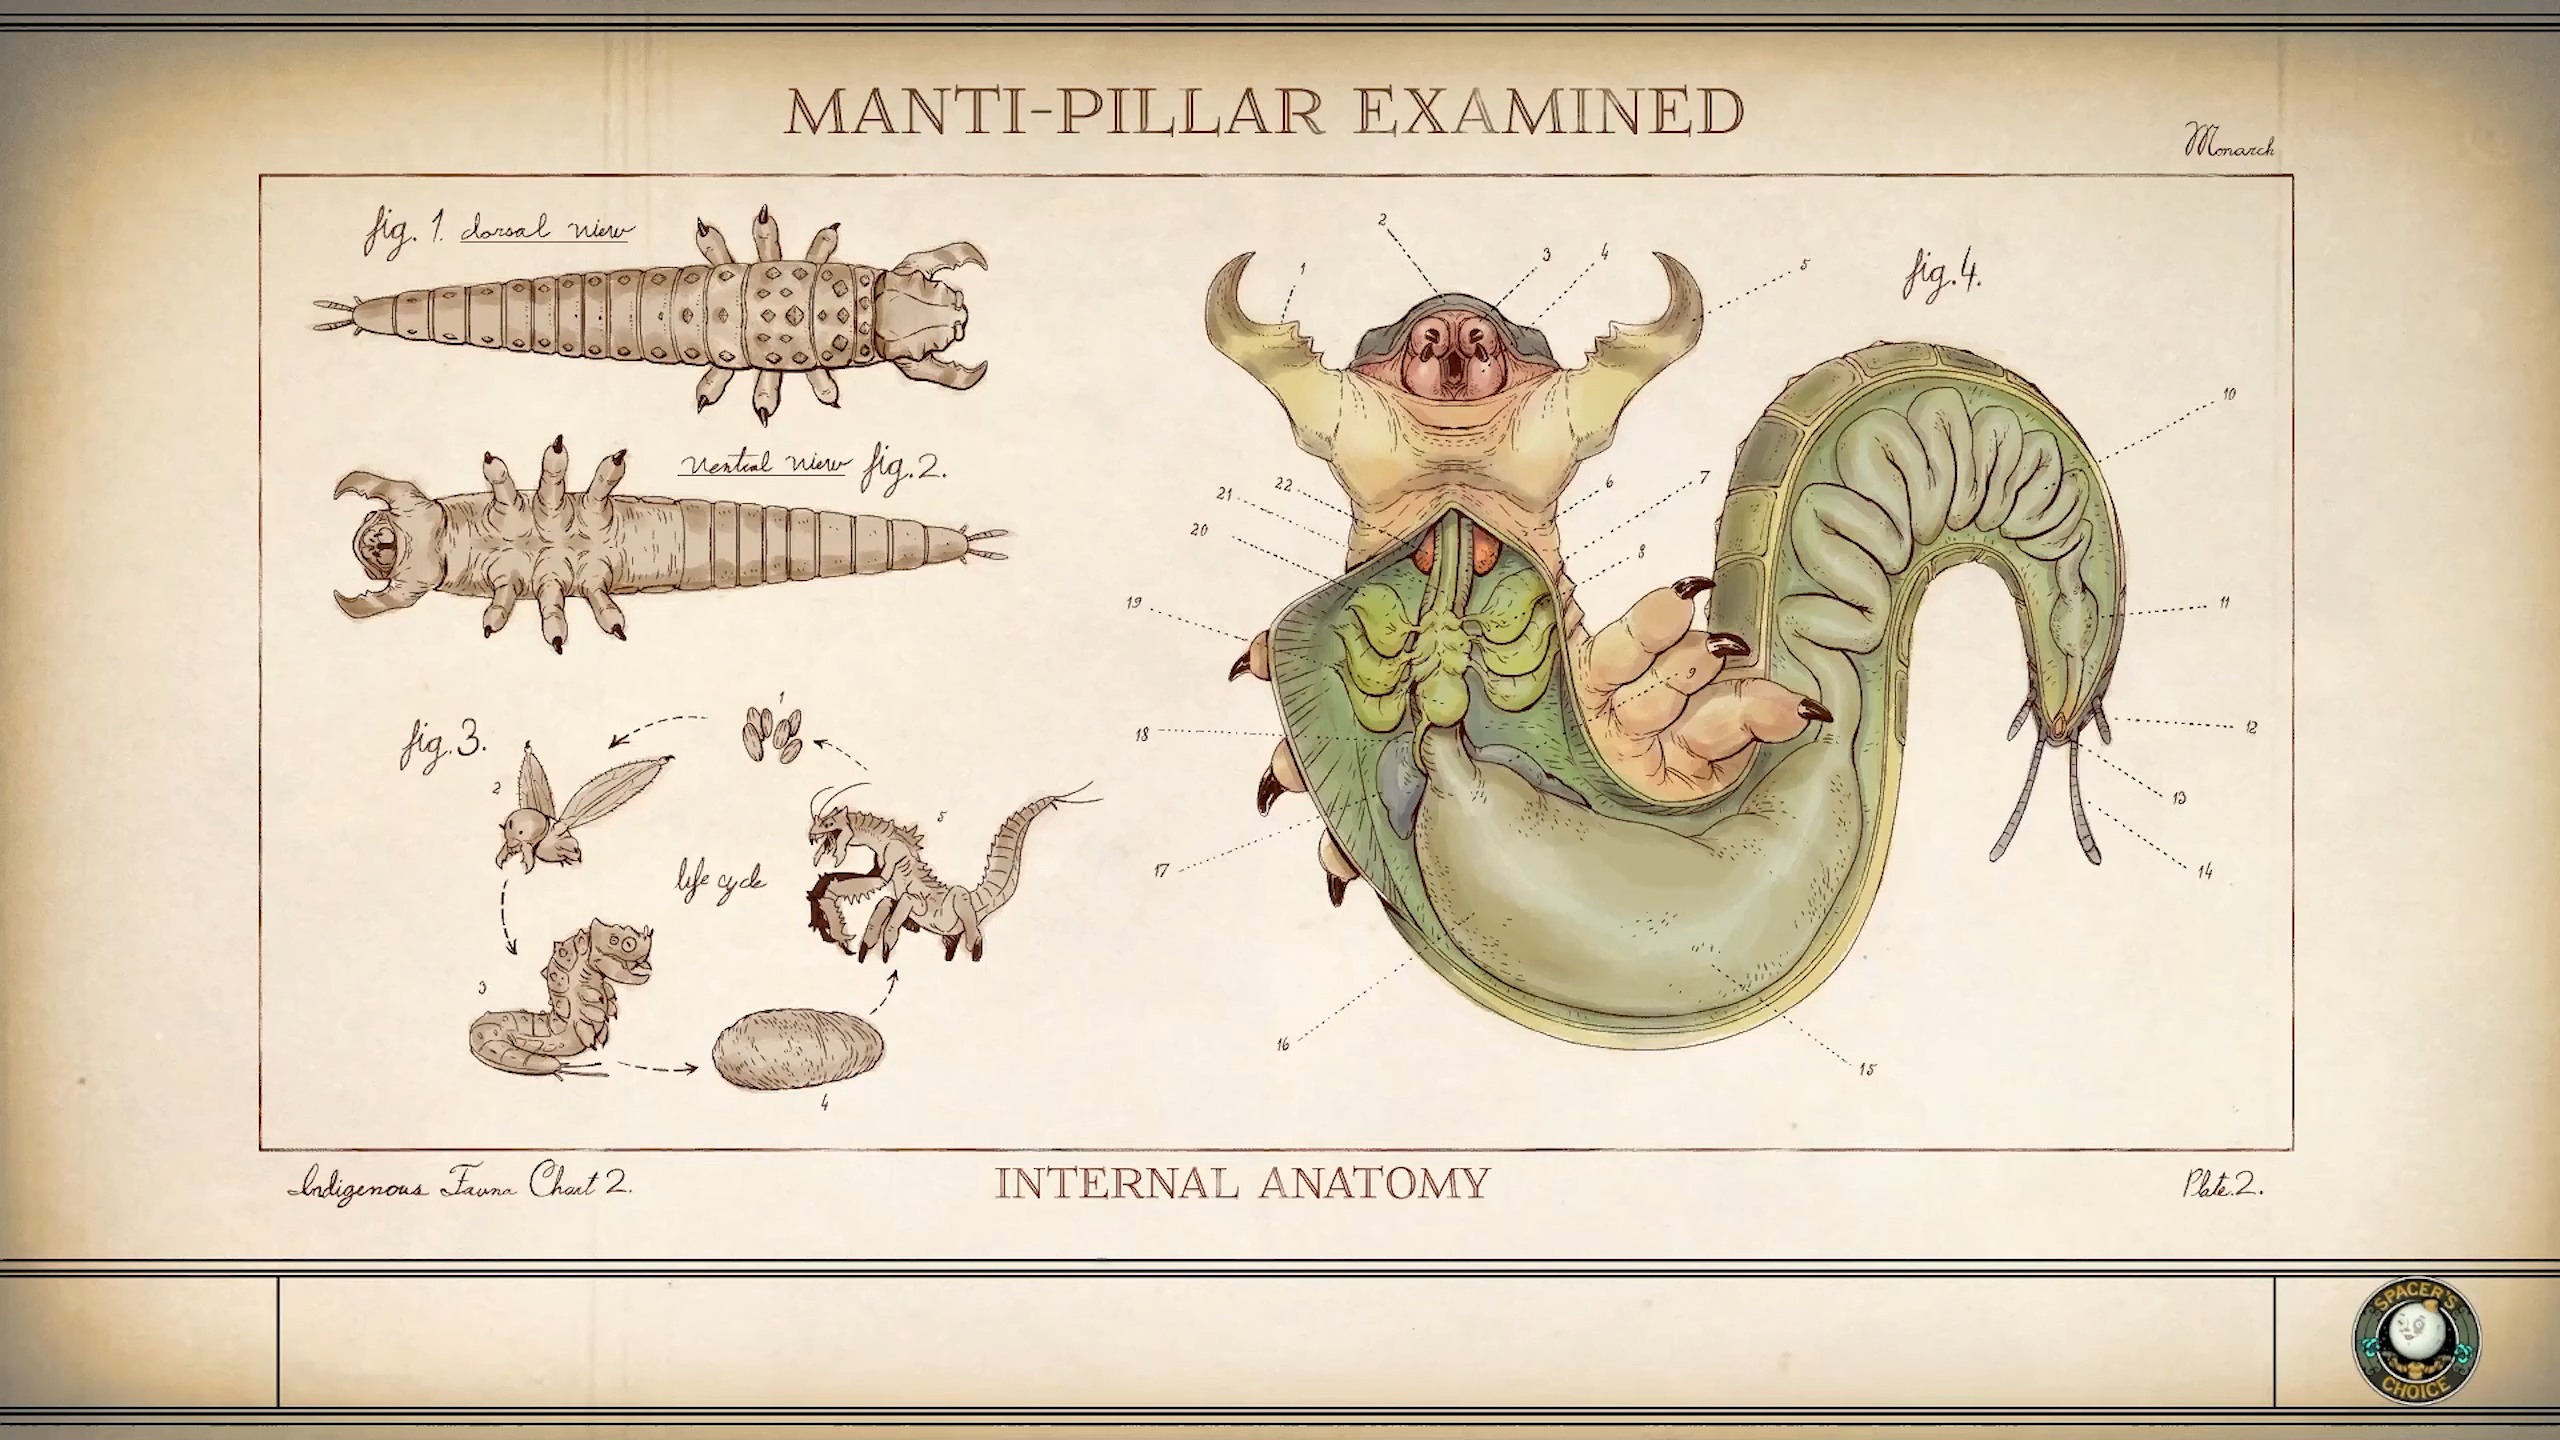 MANTI-PILLAR EXAMINED
Monarch
fig. 1. dorsal view
ventral view fig. 2.
fig. 3.
life cycle
1
2
3
4
5
fig. 4.
1
2
3
4
5
6
7
8
9
10
11
12
13
14
15
16
17
18
19
20
21
22
Indigenous Fauna Chart 2.
INTERNAL ANATOMY
Plate. 2.
SPACER'S
CHOICE